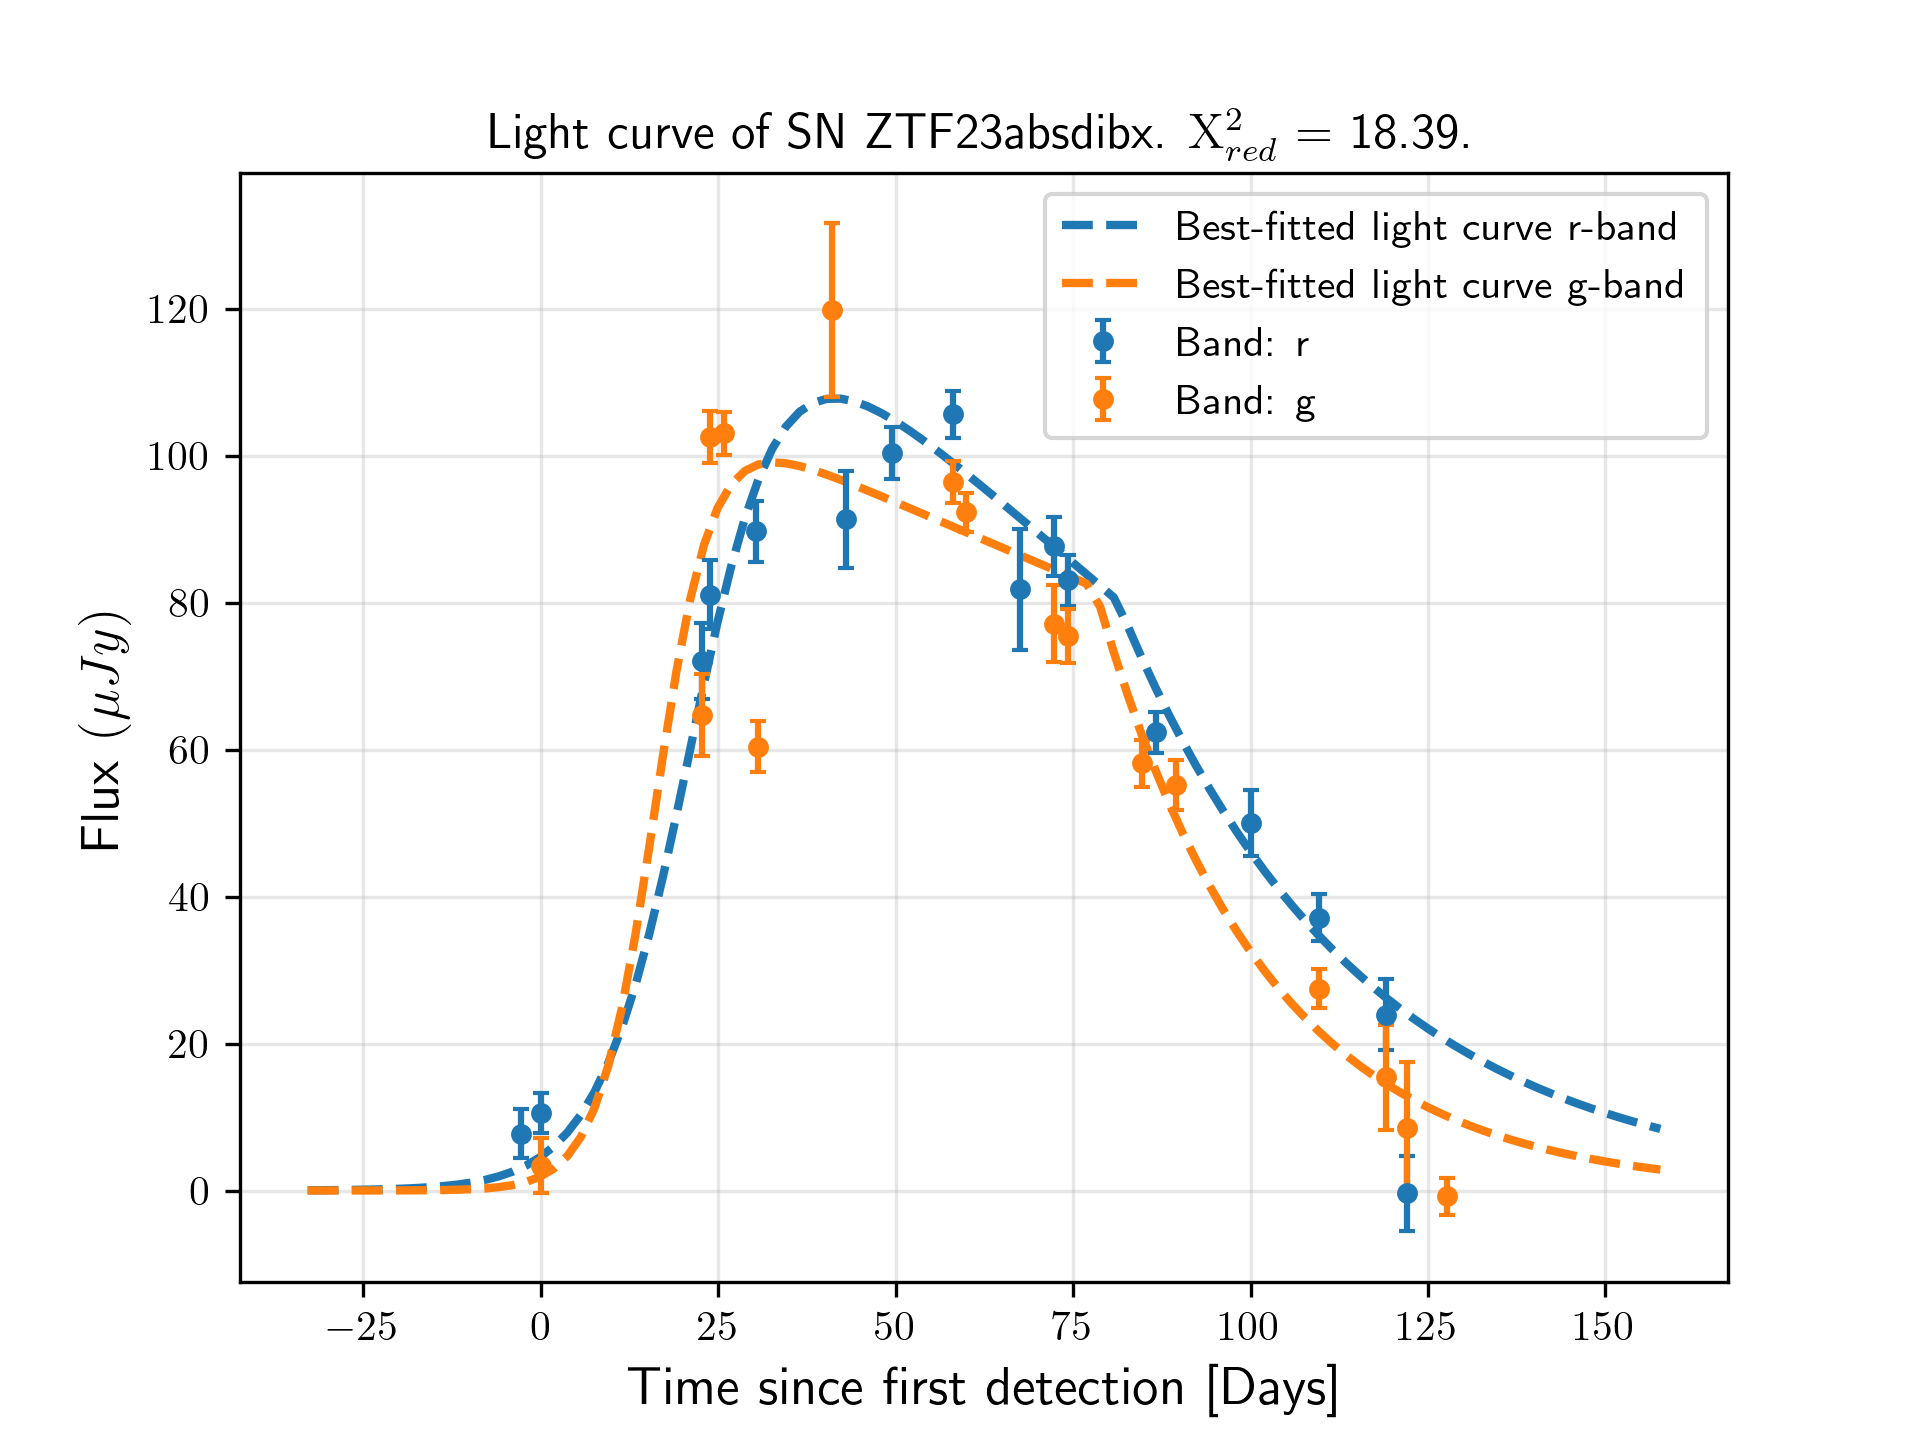 Light curve of SN ZTF23absdibx. X²red = 18.39.
Best-fitted light curve r-band
Best-fitted light curve g-band
Band: r
Band: g
Flux (μJy)
120
100
80
60
40
20
0
−25 0 25 50 75 100 125 150
Time since first detection [Days]